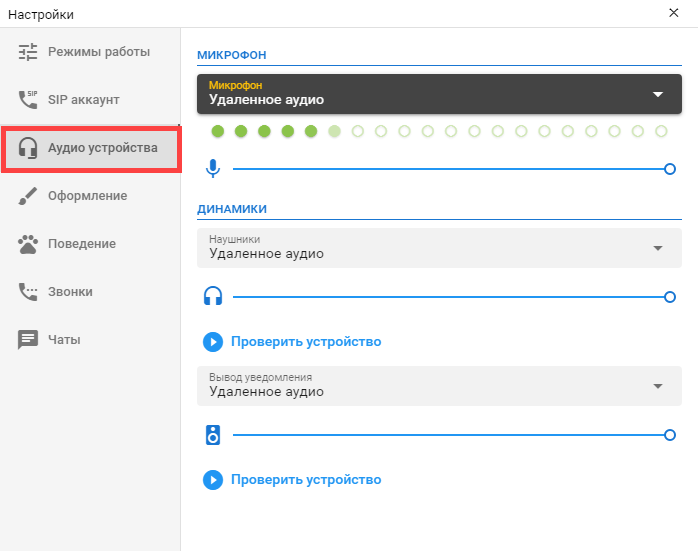 Настройки
Режимы работы
SIP
SIP аккаунт
Аудио устройства
Оформление
Поведение
Звонки
Чаты
МИКРОФОН
Микрофон
Удаленное аудио
ДИНАМИКИ
Наушники
Удаленное аудио
Проверить устройство
Вывод уведомления
Удаленное аудио
Проверить устройство